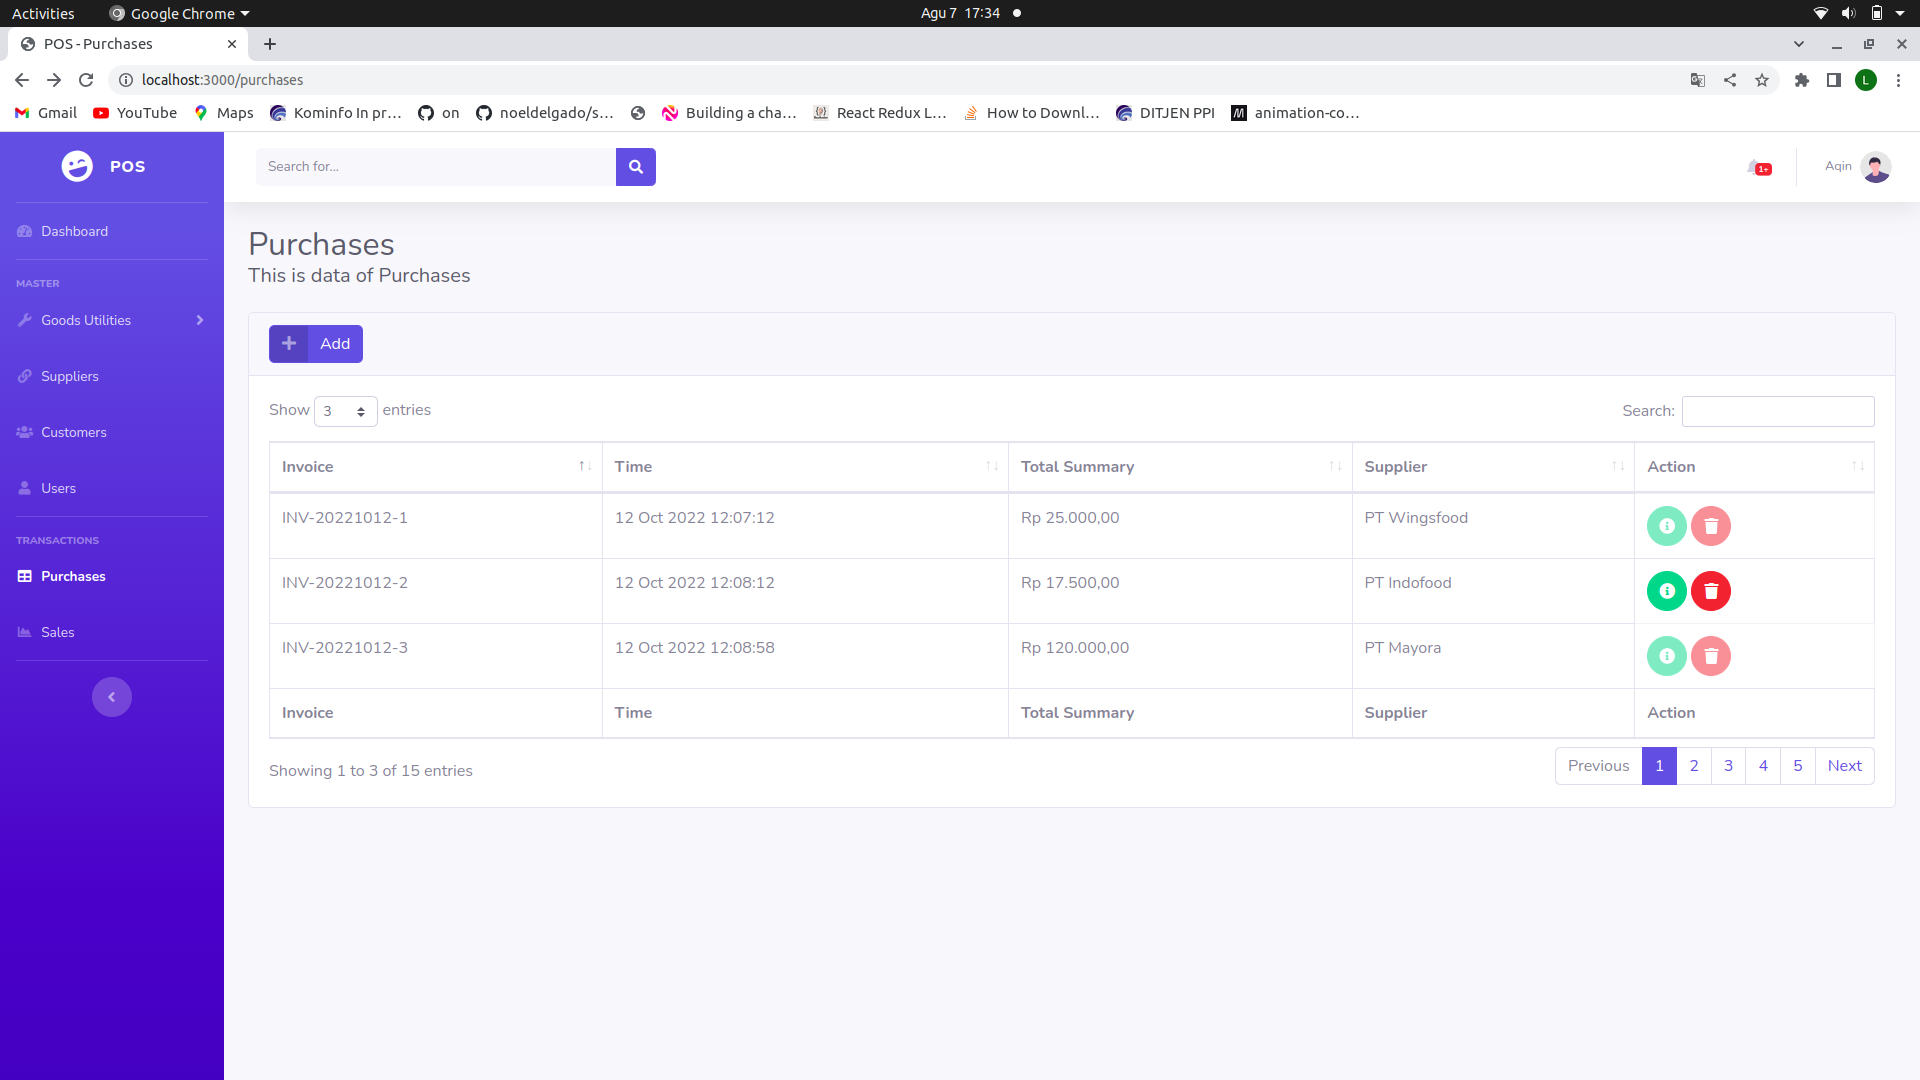 Activities
Google Chrome
Agu 7 17:34
POS - Purchases
localhost:3000/purchases
L
Gmail
YouTube
Maps
Kominfo In pr...
on
noeldelgado/s...
Building a cha...
React Redux L...
How to Downl...
DITJEN PPI
animation-co...
POS
Search for...
1+
Aqin
Dashboard
MASTER
Goods Utilities
Suppliers
Customers
Users
TRANSACTIONS
Purchases
Sales
Purchases
This is data of Purchases
Add
Show 3 entries
Search:
Invoice Time Total Summary Supplier Action
INV-20221012-1 12 Oct 2022 12:07:12 Rp 25.000,00 PT Wingsfood
INV-20221012-2 12 Oct 2022 12:08:12 Rp 17.500,00 PT Indofood
INV-20221012-3 12 Oct 2022 12:08:58 Rp 120.000,00 PT Mayora
Invoice Time Total Summary Supplier Action
Showing 1 to 3 of 15 entries
Previous 1 2 3 4 5 Next